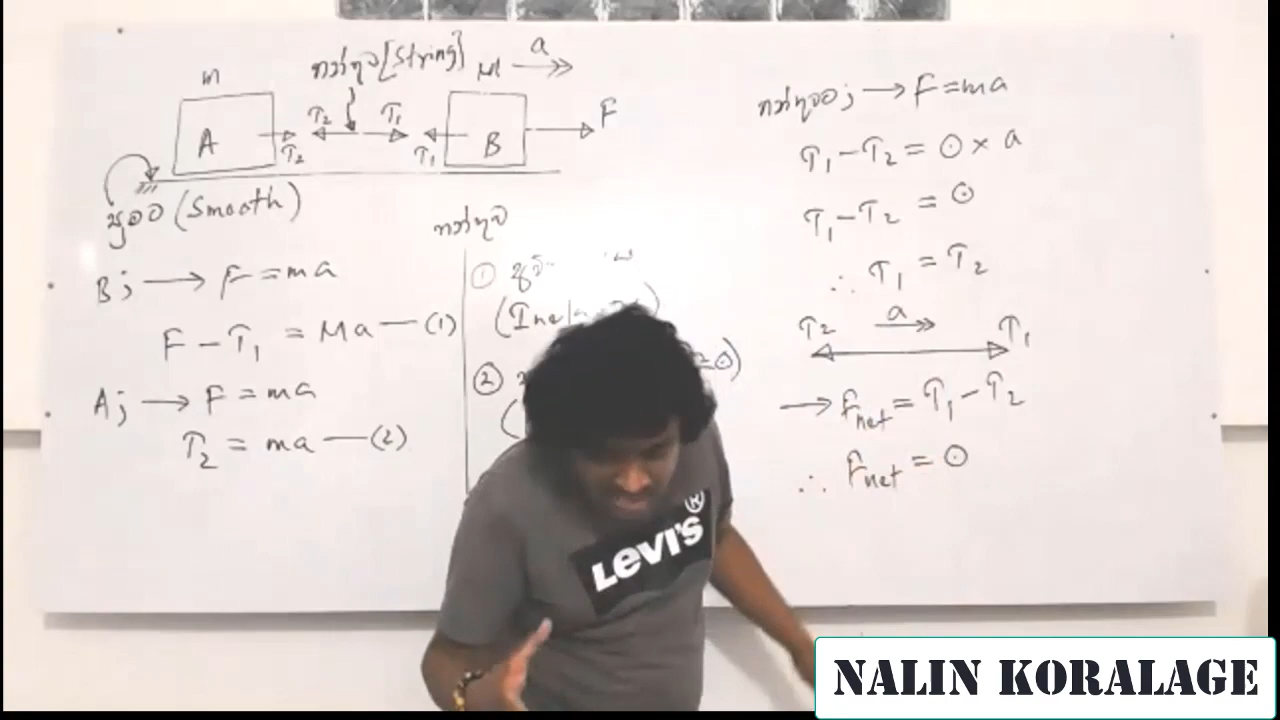 m
තන්තුව [String]
M
a
A
T₂
T₂
T₁
T₁
B
F
සුමට (Smooth)
B; → F = ma
F - T₁ = Ma — (1)
A; → F = ma
T₂ = ma — (2)
තන්තුව
①
②
තන්තුවට; → F = ma
T₁ - T₂ = 0 × a
T₁ - T₂ = 0
∴ T₁ = T₂
T₂ a T₁
→ Fnet = T₁ - T₂
∴ Fnet = 0
LEVI'S ®
NALIN KORALAGE